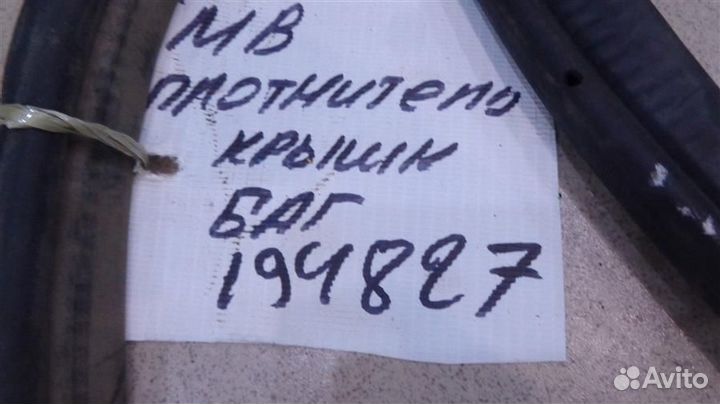 МВ
плотнитель
крышк
БАГ
194827
Avito